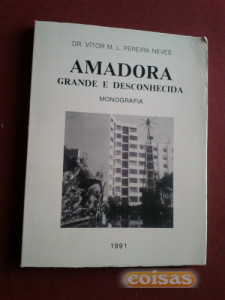 DR. VÍTOR M. L. PEREIRA NEVES
AMADORA
GRANDE E DESCONHECIDA
MONOGRAFIA
1991
coisas